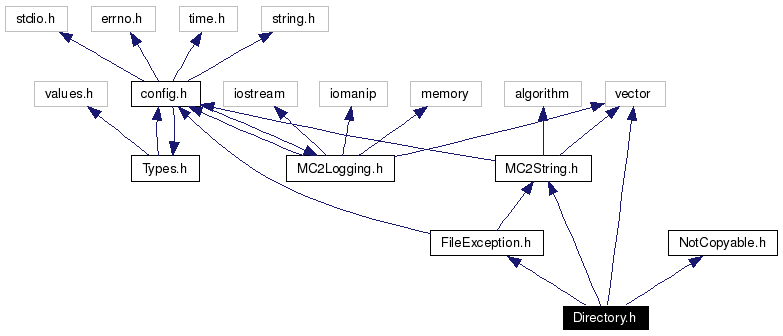 stdio.h
errno.h
time.h
string.h
values.h
config.h
iostream
iomanip
memory
algorithm
vector
Types.h
MC2Logging.h
MC2String.h
FileException.h
NotCopyable.h
Directory.h